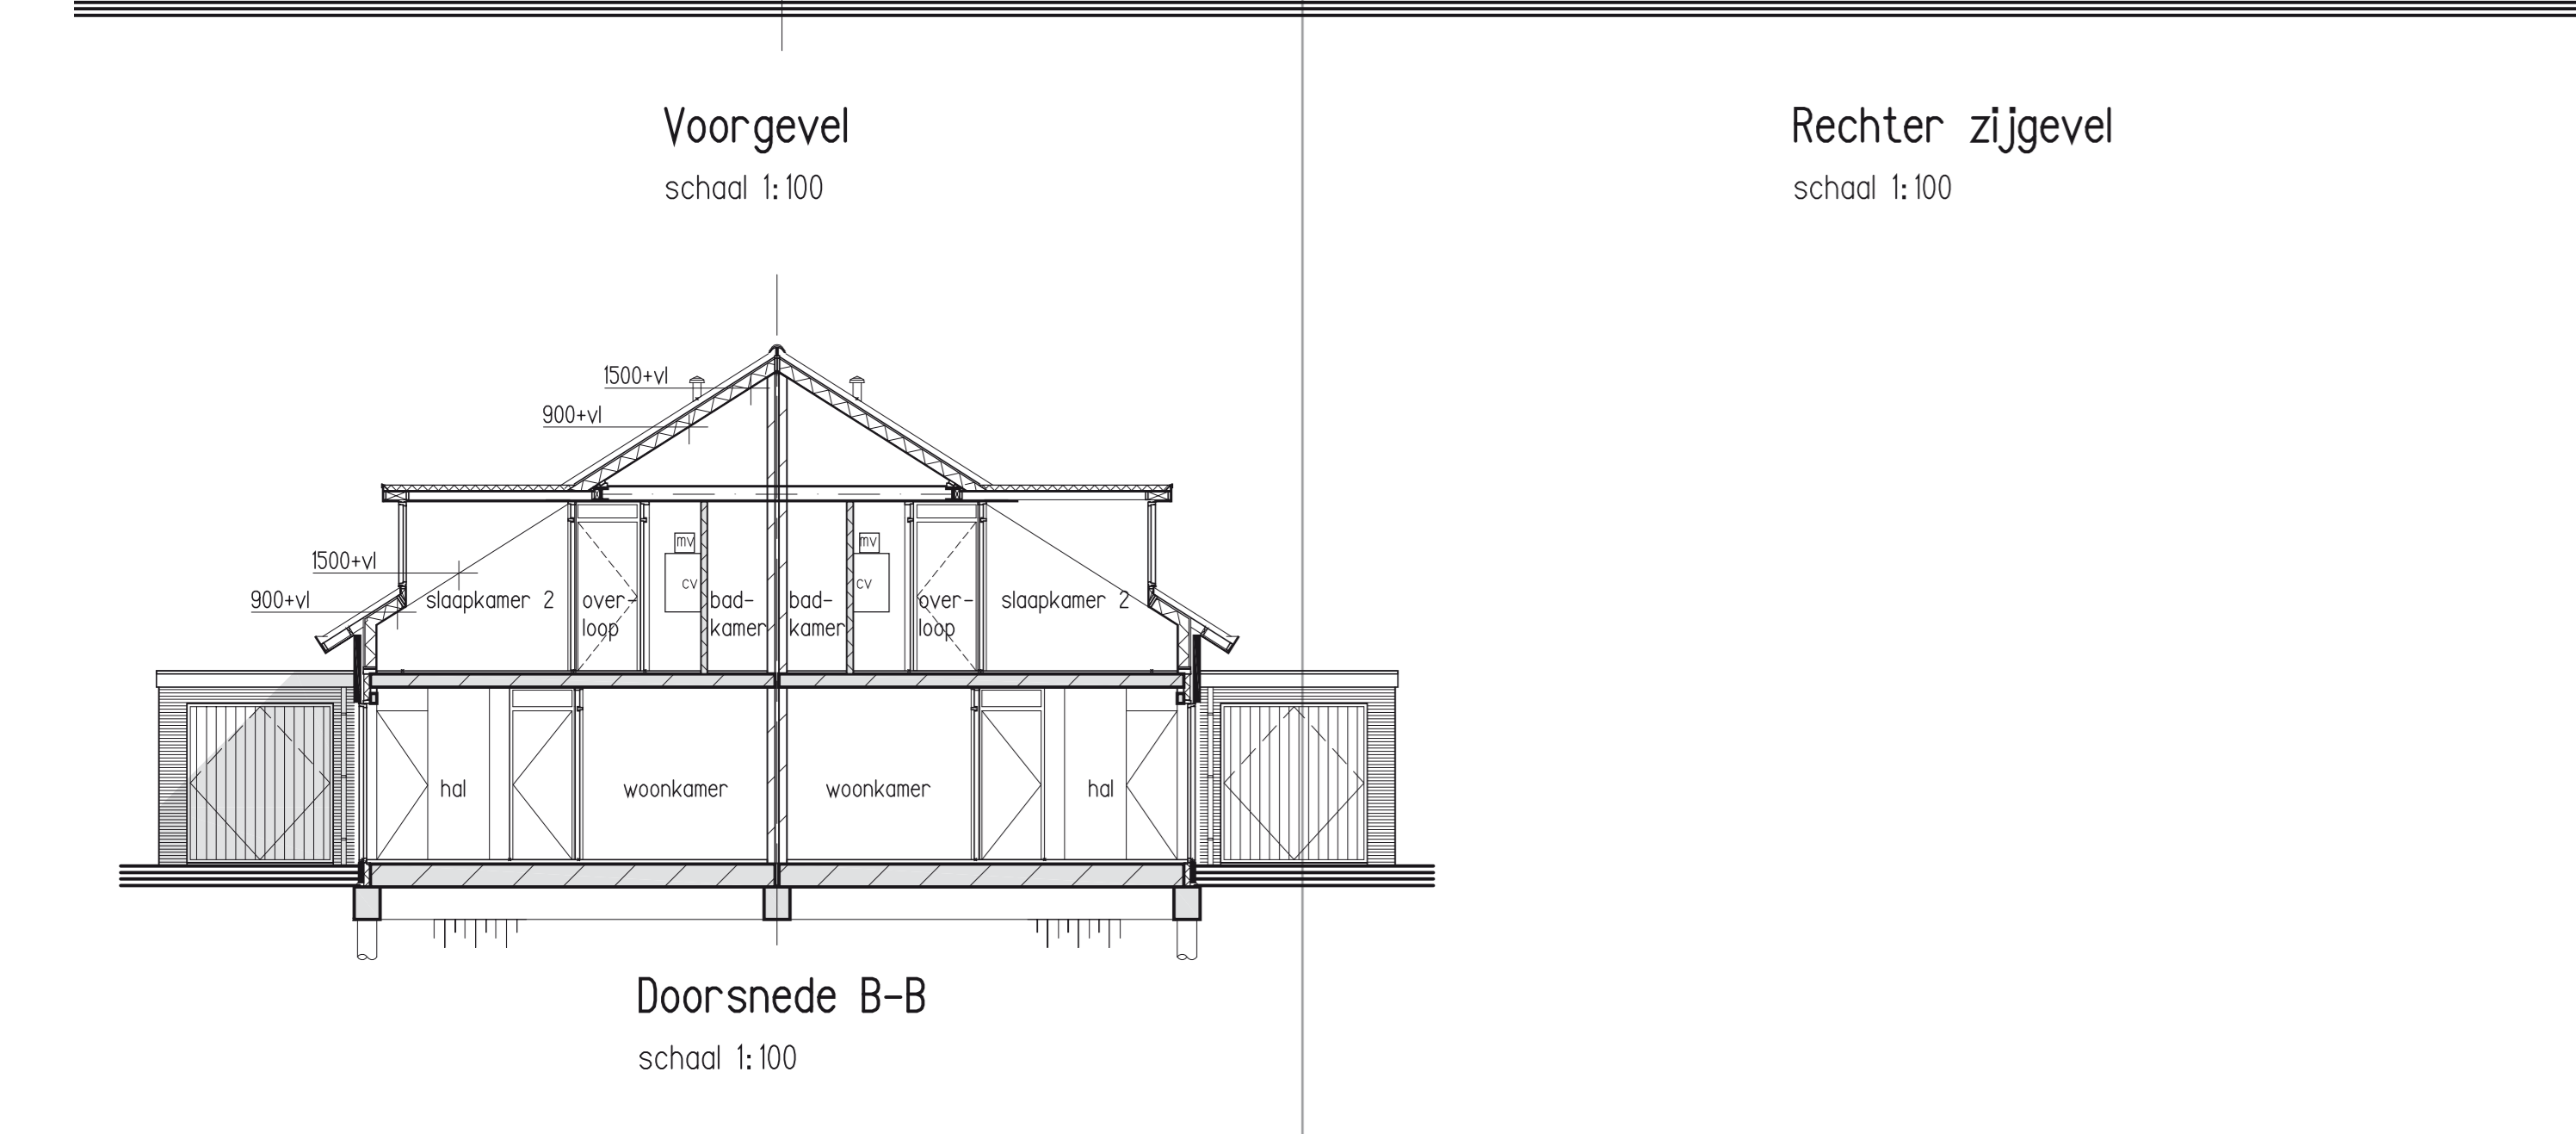 Voorgevel
schaal 1:100
Rechter zijgevel
schaal 1:100
1500+vl
900+vl
1500+vl
900+vl
mv
cv
mv
cv
slaapkamer 2
over-
loop
bad-
kamer
bad-
kamer
over-
loop
slaapkamer 2
hal
woonkamer
woonkamer
hal
Doorsnede B-B
schaal 1:100